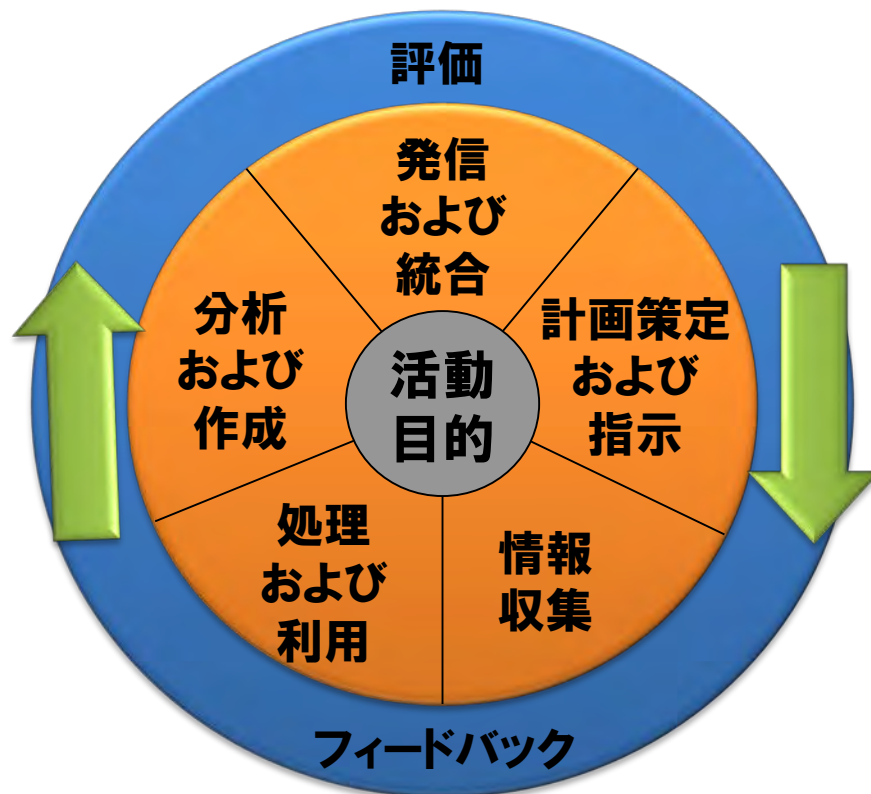 評価
発信
および
統合
計画策定
および
指示
情報
収集
処理
および
利用
分析
および
作成
活動
目的
フィードバック